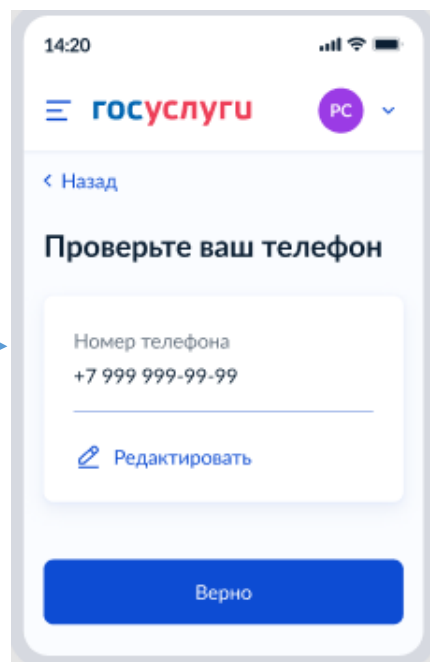 14:20
госуслуги
РС
Назад
Проверьте ваш телефон
Номер телефона
+7 999 999-99-99
Редактировать
Верно